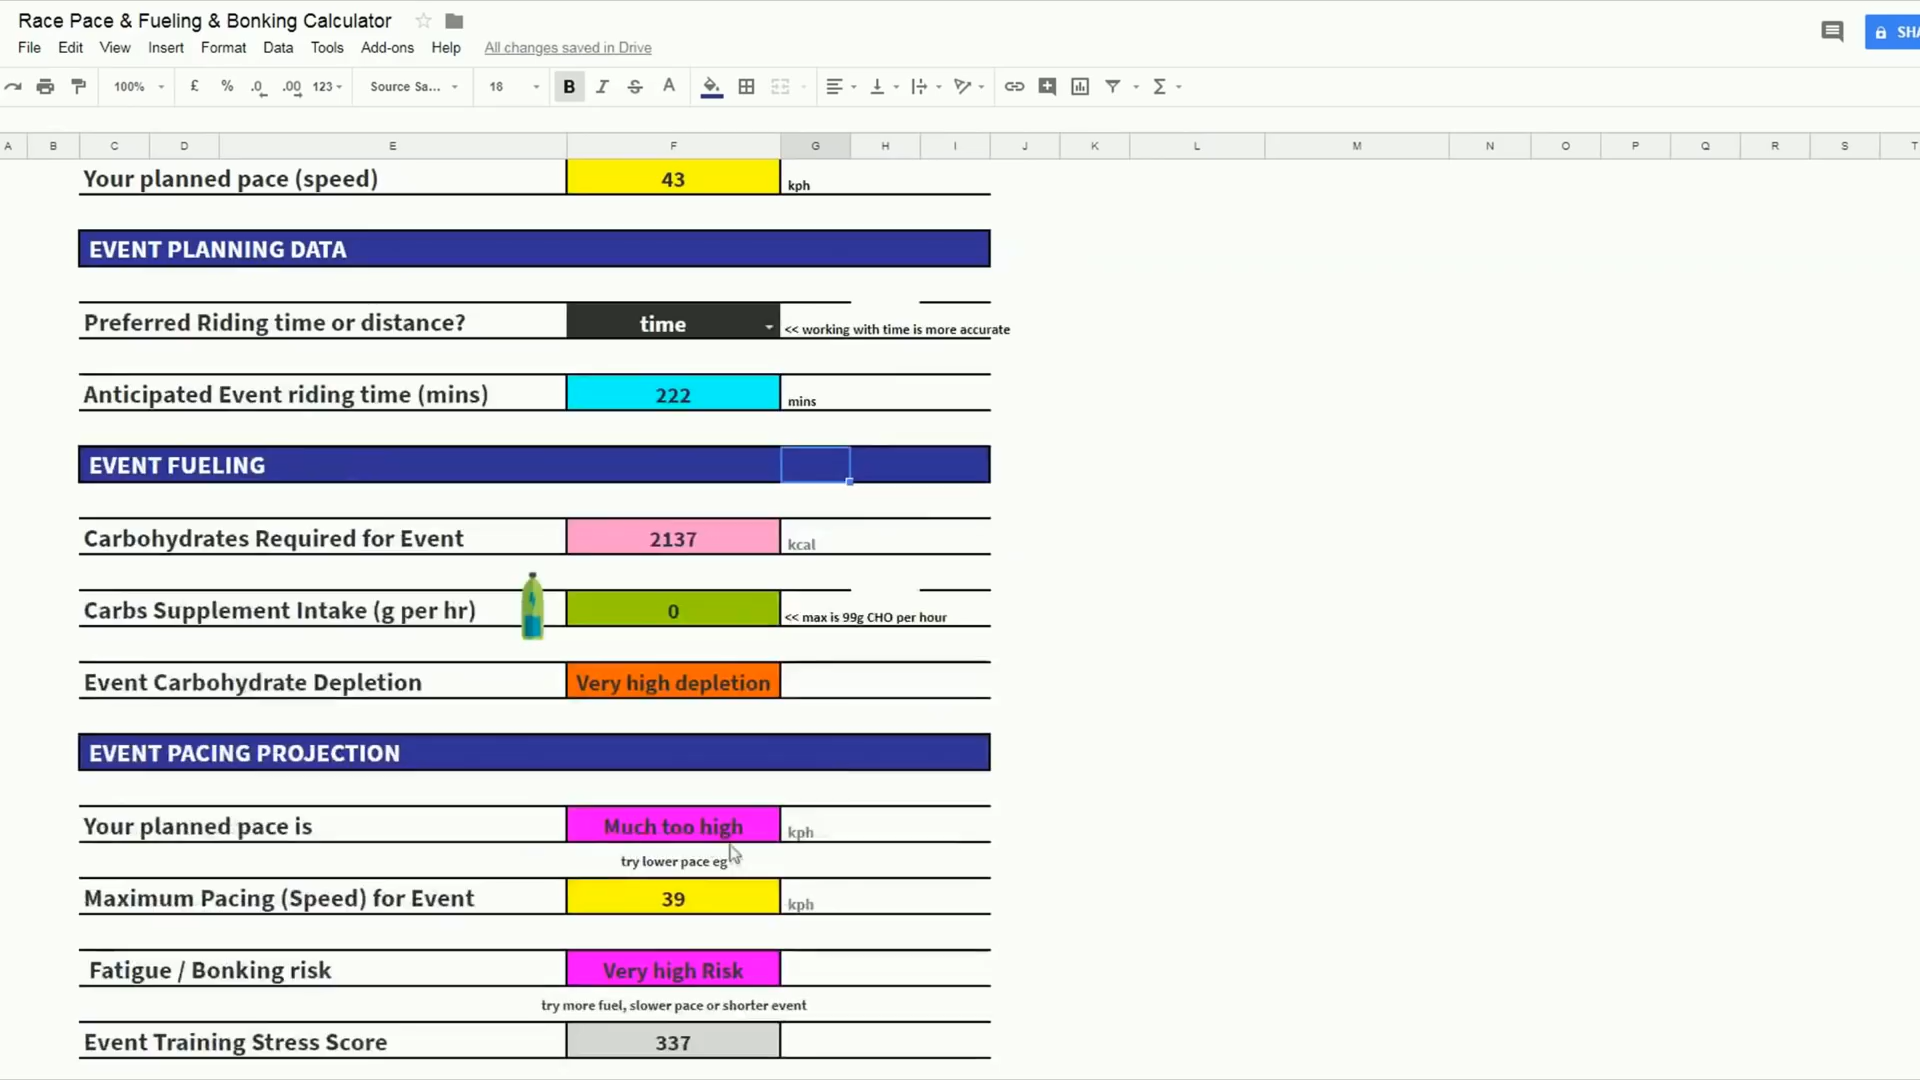 Race Pace & Fueling & Bonking Calculator
File Edit View Insert Format Data Tools Add-ons Help All changes saved in Drive
100% £ % .0 .00 123 Source Sa... 18 B I S A Σ
A B C D E F G H I J K L M N O P Q R S T
Your planned pace (speed) 43 kph
EVENT PLANNING DATA
Preferred Riding time or distance? time << working with time is more accurate
Anticipated Event riding time (mins) 222 mins
EVENT FUELING
Carbohydrates Required for Event 2137 kcal
Carbs Supplement Intake (g per hr) 0 << max is 99g CHO per hour
Event Carbohydrate Depletion Very high depletion
EVENT PACING PROJECTION
Your planned pace is Much too high kph
try lower pace eg
Maximum Pacing (Speed) for Event 39 kph
Fatigue / Bonking risk Very high Risk
try more fuel, slower pace or shorter event
Event Training Stress Score 337